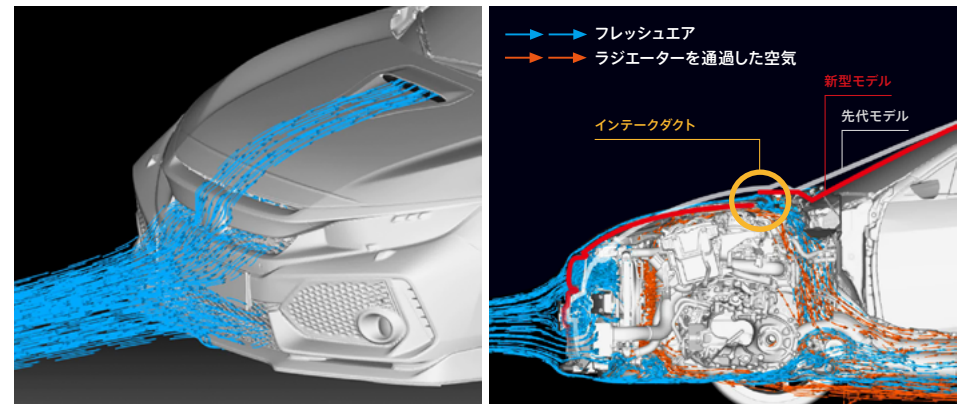 フレッシュエア
ラジエーターを通過した空気
新型モデル
先代モデル
インテークダクト